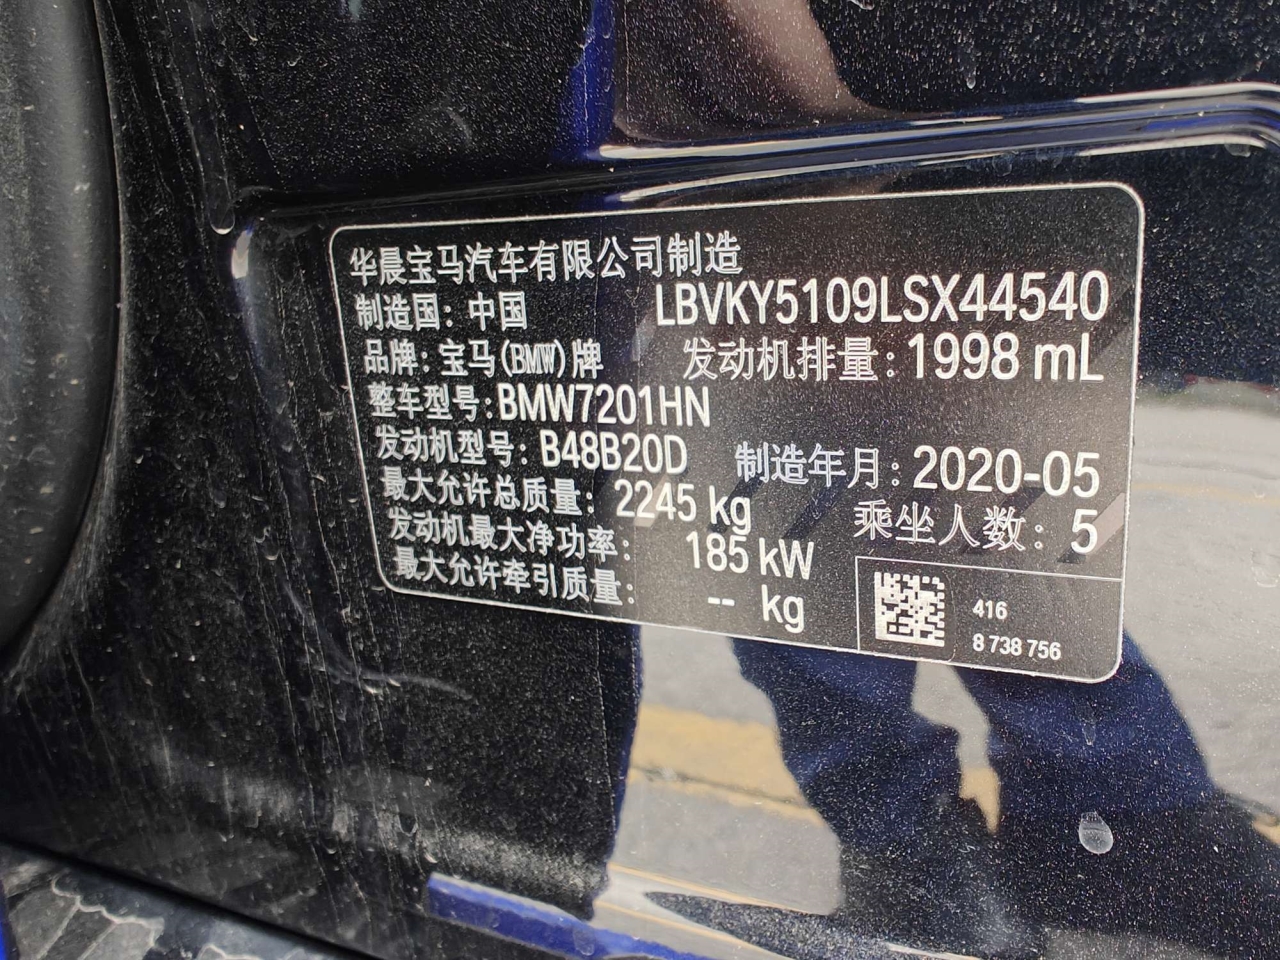 华晨宝马汽车有限公司制造
制造国：中国 LBVKY5109LSX44540
品牌：宝马(BMW)牌 发动机排量：1998 mL
整车型号：BMW7201HN
发动机型号：B48B20D 制造年月：2020-05
最大允许总质量：2245 kg 乘坐人数：5
发动机最大净功率：185 kW
最大允许牵引质量：-- kg
416
8 738 756